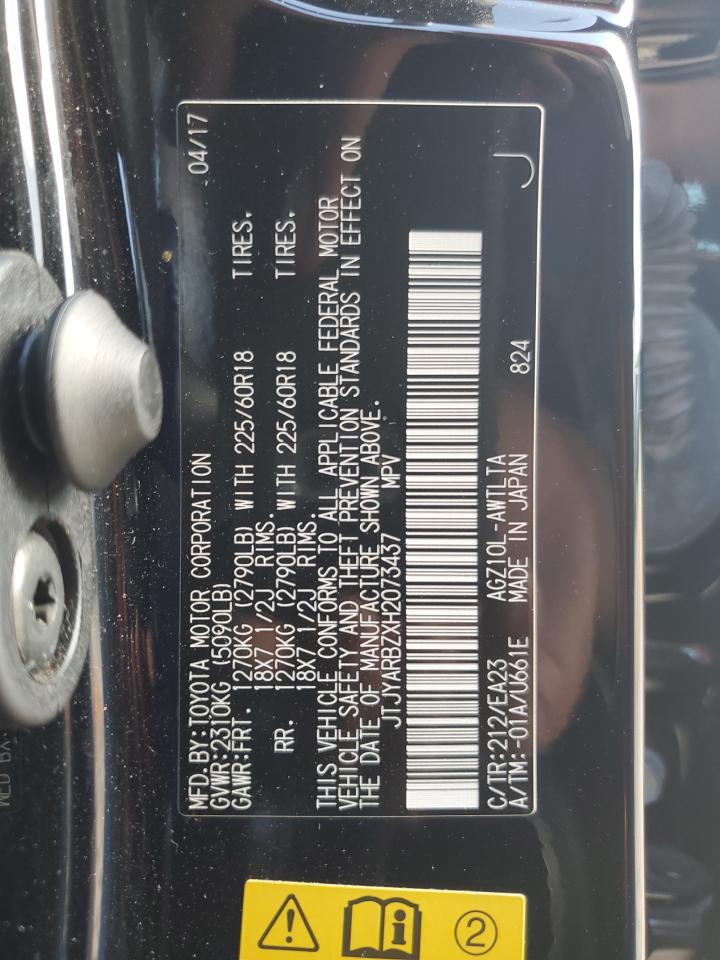 MFD.BY:TOYOTA MOTOR CORPORATION 04/17
GVWR:2310KG (5090LB)
GAWR:FRT. 1270KG (2790LB) WITH 225/60R18 TIRES.
18X7 1/2J RIMS.
RR. 1270KG (2790LB) WITH 225/60R18 TIRES.
18X7 1/2J RIMS.
THIS VEHICLE CONFORMS TO ALL APPLICABLE FEDERAL MOTOR
VEHICLE SAFETY AND THEFT PREVENTION STANDARDS IN EFFECT ON
THE DATE OF MANUFACTURE SHOWN ABOVE.
JTJYARBZXH2073437 MPV
C/TR:212/EA23 AGZ10L-AWTLTA
A/TM:-01A/U661E MADE IN JAPAN 824 J
2